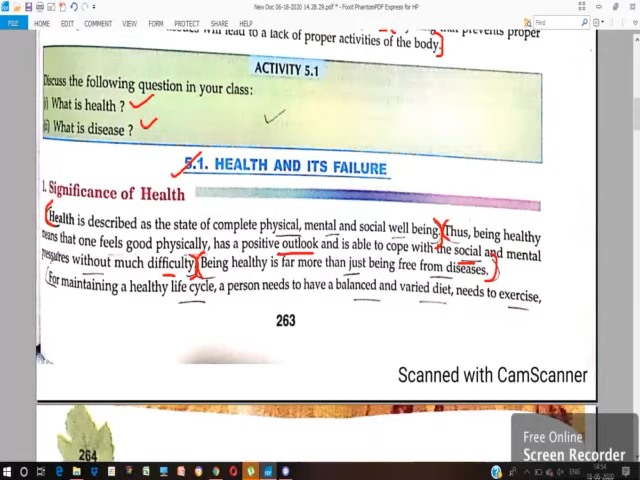 New Doc 06-18-2020 14.28.29.pdf * - Foxit PhantomPDF Express for HP
FILE HOME COMMENT VIEW FORM PROTECT SHARE HELP
Find
will lead to a lack of proper activities of the body.
that prevents proper
ACTIVITY 5.1
Discuss the following question in your class:
i) What is health ?
ii) What is disease ?
5.1. HEALTH AND ITS FAILURE
1. Significance of Health
Health is described as the state of complete physical, mental and social well being. Thus, being healthy
means that one feels good physically, has a positive outlook and is able to cope with the social and mental
pressures without much difficulty. Being healthy is far more than just being free from diseases.
For maintaining a healthy life cycle, a person needs to have a balanced and varied diet, needs to exercise,
263
Scanned with CamScanner
264
Free Online
Screen Recorder
ENG
14:54
18-06-2020